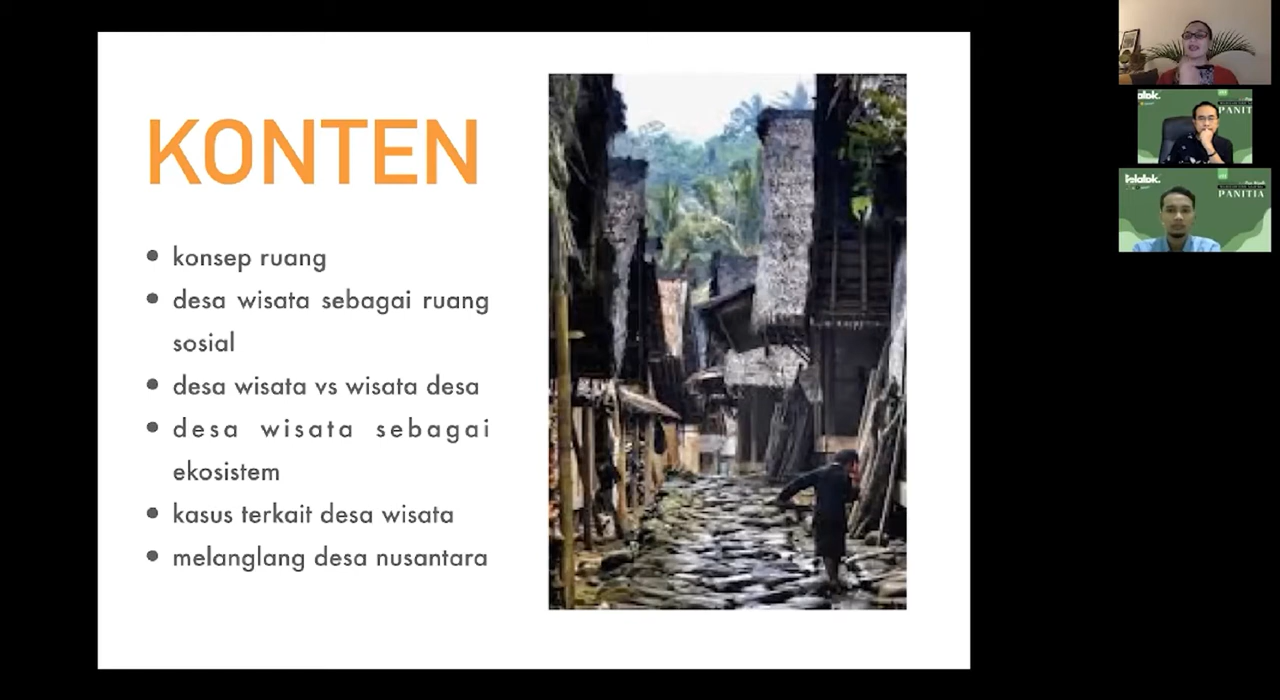 KONTEN
• konsep ruang
• desa wisata sebagai ruang
sosial
• desa wisata vs wisata desa
• desa wisata sebagai
ekosistem
• kasus terkait desa wisata
• melanglang desa nusantara
PANIT
PANITIA